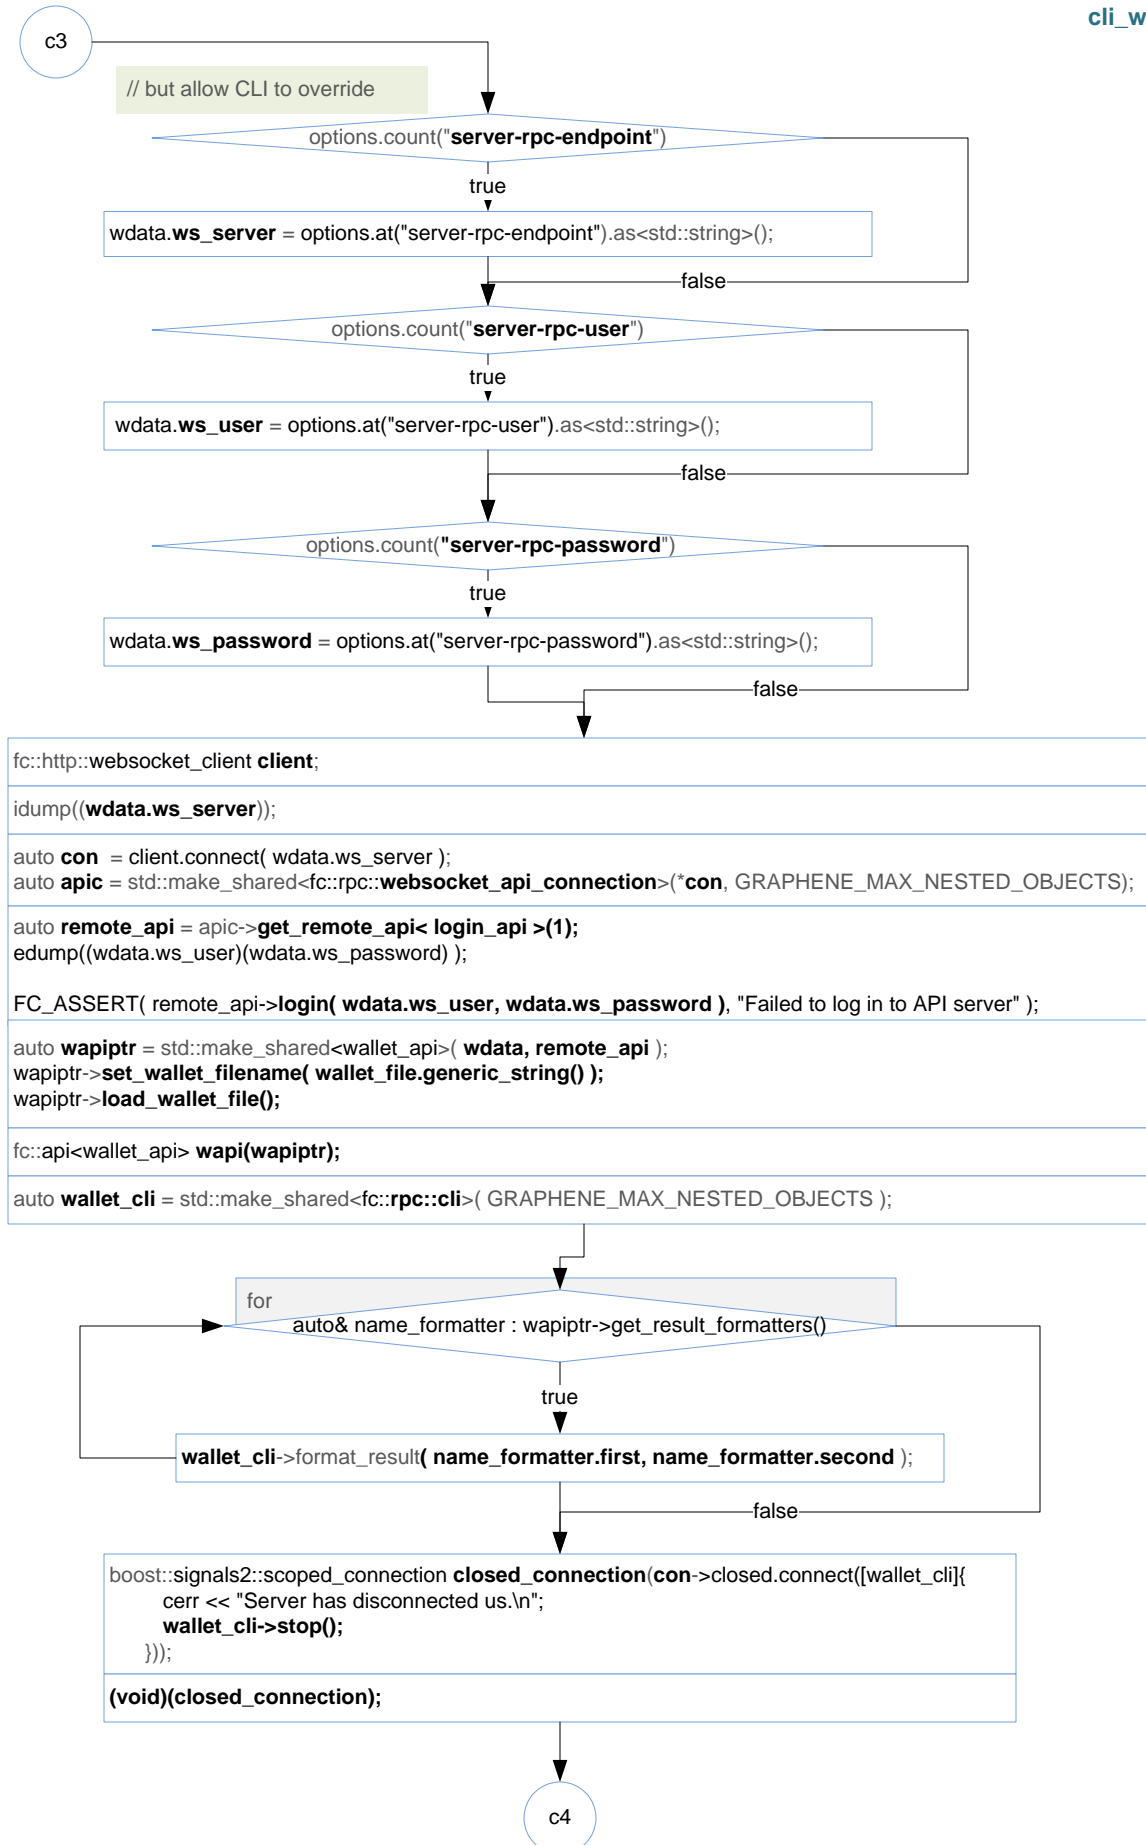 cli_w
c3
// but allow CLI to override
options.count("server-rpc-endpoint")
true
wdata.ws_server = options.at("server-rpc-endpoint").as<std::string>();
false
options.count("server-rpc-user")
true
wdata.ws_user = options.at("server-rpc-user").as<std::string>();
false
options.count("server-rpc-password")
true
wdata.ws_password = options.at("server-rpc-password").as<std::string>();
false
fc::http::websocket_client client;
idump((wdata.ws_server));
auto con  = client.connect( wdata.ws_server );
auto apic = std::make_shared<fc::rpc::websocket_api_connection>(*con, GRAPHENE_MAX_NESTED_OBJECTS);
auto remote_api = apic->get_remote_api< login_api >(1);
edump((wdata.ws_user)(wdata.ws_password) );
FC_ASSERT( remote_api->login( wdata.ws_user, wdata.ws_password ), "Failed to log in to API server" );
auto wapiptr = std::make_shared<wallet_api>( wdata, remote_api );
wapiptr->set_wallet_filename( wallet_file.generic_string() );
wapiptr->load_wallet_file();
fc::api<wallet_api> wapi(wapiptr);
auto wallet_cli = std::make_shared<fc::rpc::cli>( GRAPHENE_MAX_NESTED_OBJECTS );
for
auto& name_formatter : wapiptr->get_result_formatters()
true
wallet_cli->format_result( name_formatter.first, name_formatter.second );
false
boost::signals2::scoped_connection closed_connection(con->closed.connect([wallet_cli]{
cerr << "Server has disconnected us.\n";
wallet_cli->stop();
}));
(void)(closed_connection);
c4